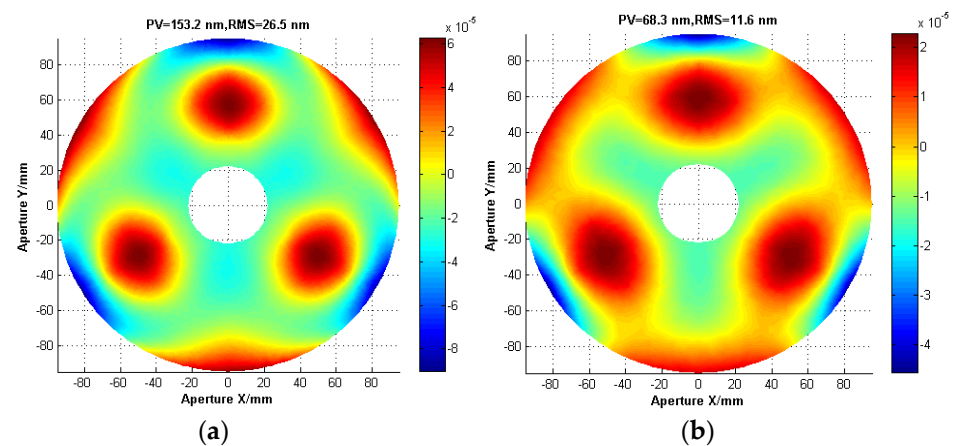 PV=153.2 nm,RMS=26.5 nm
x 10⁻⁵
80
60
40
20
0
-20
-40
-60
-80
Aperture Y/mm
-80 -60 -40 -20 0 20 40 60 80
Aperture X/mm
6
4
2
0
-2
-4
-6
-8
(a)
PV=68.3 nm,RMS=11.6 nm
x 10⁻⁵
80
60
40
20
0
-20
-40
-60
-80
Aperture Y/mm
-80 -60 -40 -20 0 20 40 60 80
Aperture X/mm
2
1
0
-1
-2
-3
-4
(b)